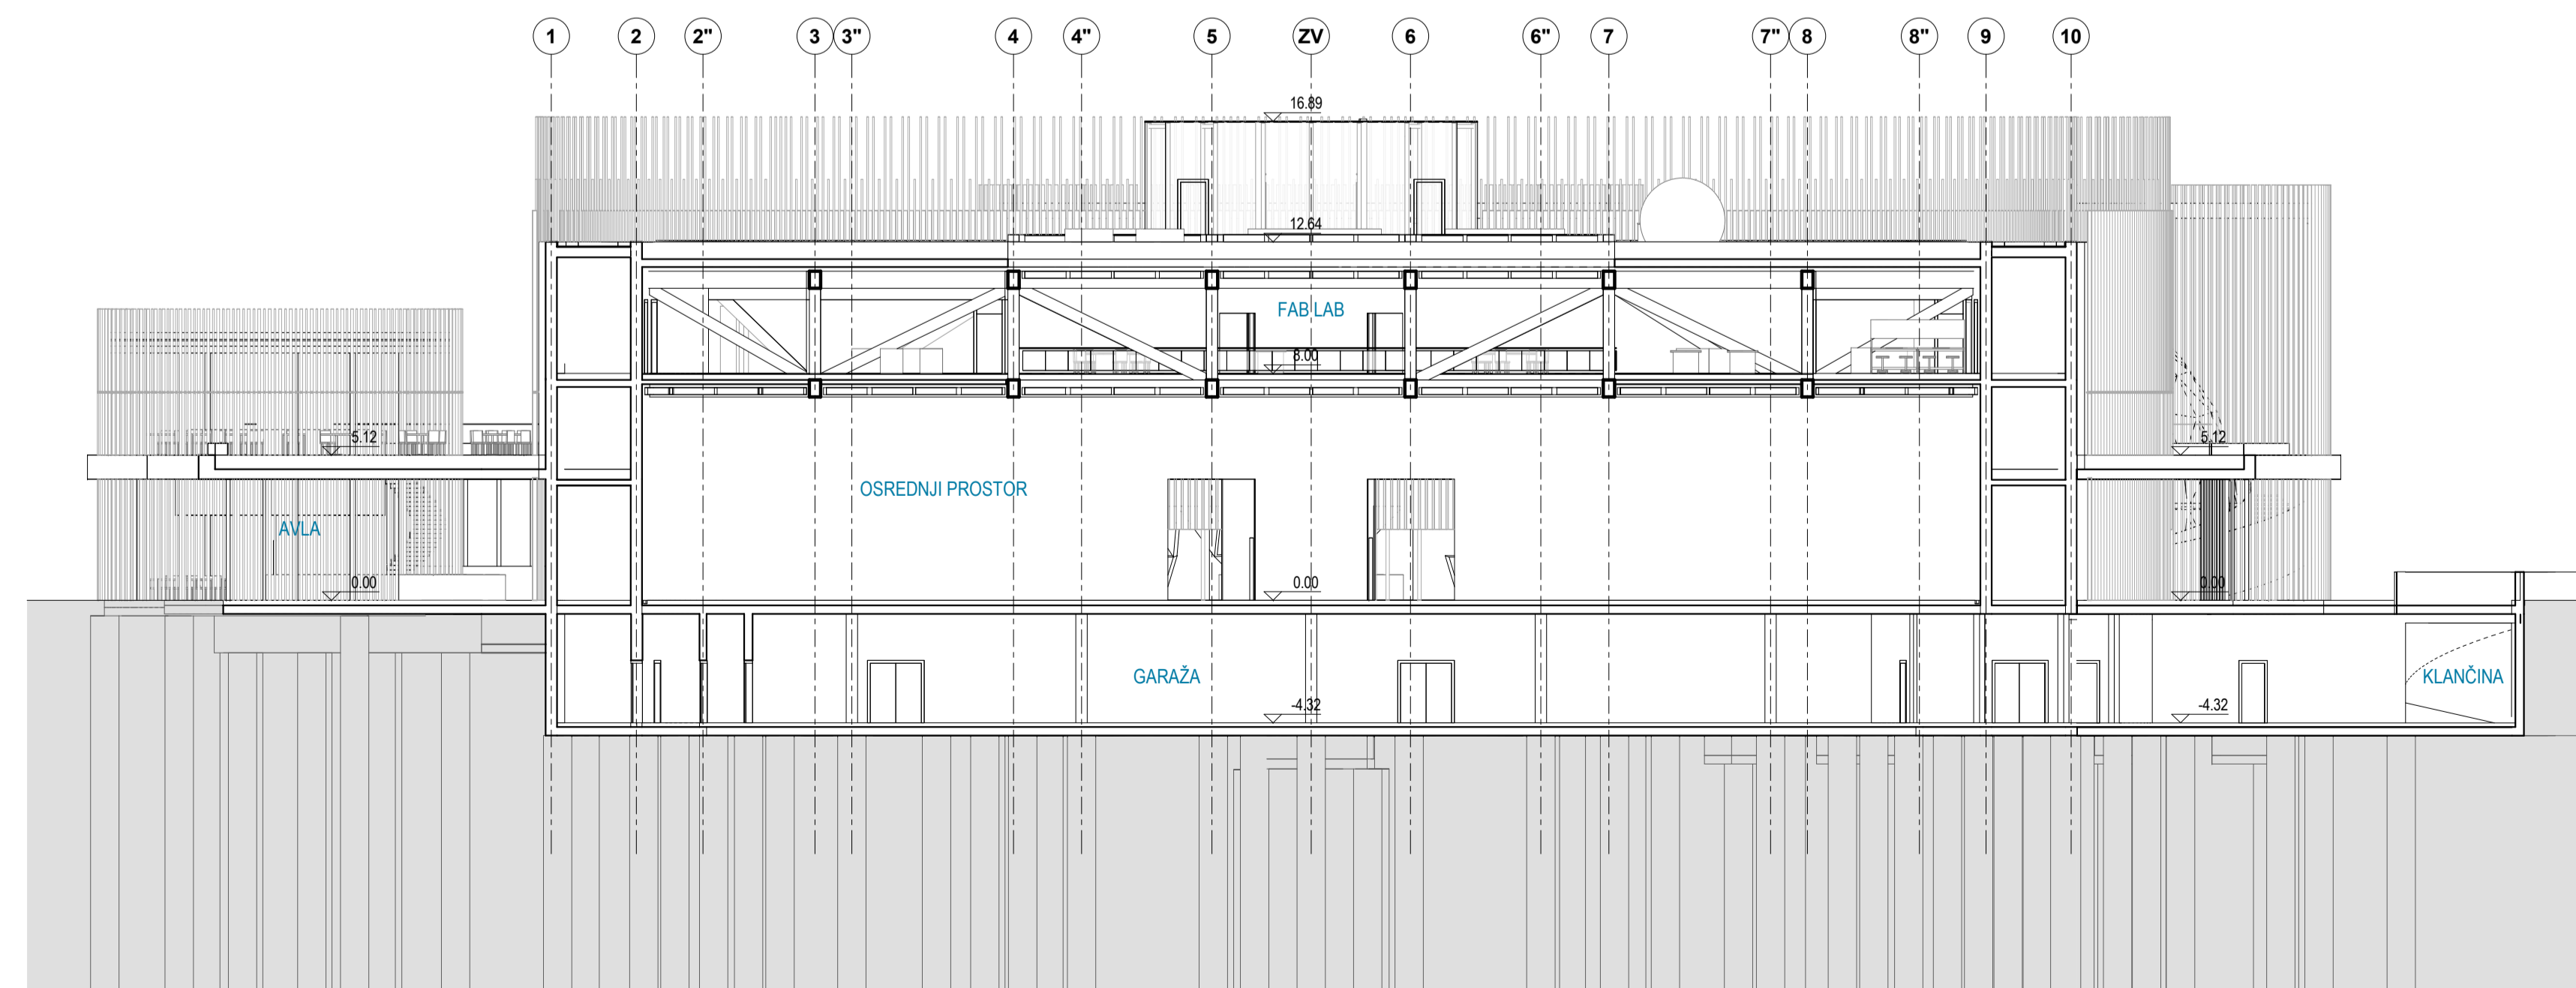 1 2 2" 3 3" 4 4" 5 ZV 6 6" 7 7" 8 8" 9 10
16.89
12.64
FAB LAB
8.00
5.12 5.12
OSREDNJI PROSTOR
AVLA
0.00 0.00 0.00
GARAŽA KLANČINA
-4.32 -4.32